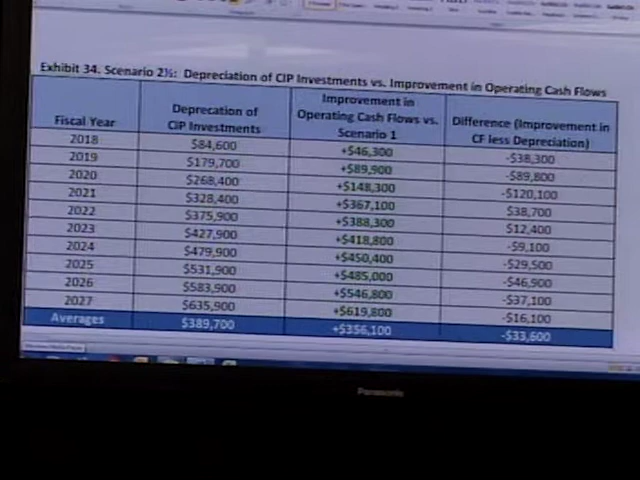 Exhibit 34. Scenario 2½: Depreciation of CIP Investments vs. Improvement in Operating Cash Flows
Fiscal Year Deprecation of CIP Investments Improvement in Operating Cash Flows vs. Scenario 1 Difference (Improvement in CF less Depreciation)
2018 $84,600 +$46,300 -$38,300
2019 $179,700 +$89,900 -$89,800
2020 $268,400 +$148,300 -$120,100
2021 $328,400 +$367,100 $38,700
2022 $375,900 +$388,300 $12,400
2023 $427,900 +$418,800 -$9,100
2024 $479,900 +$450,400 -$29,500
2025 $531,900 +$485,000 -$46,900
2026 $583,900 +$546,800 -$37,100
2027 $635,900 +$619,800 -$16,100
Averages $389,700 +$356,100 -$33,600
Panasonic